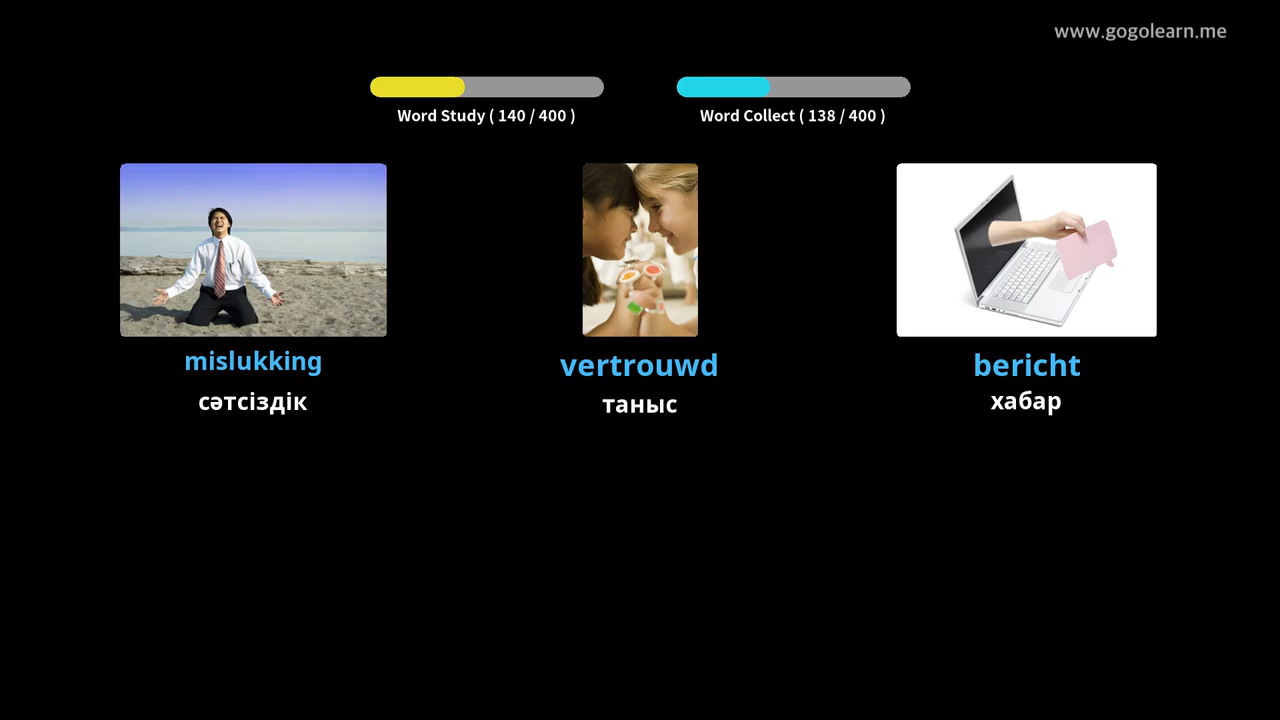 www.gogolearn.me
Word Study ( 140 / 400 )
Word Collect ( 138 / 400 )
mislukking
сәтсіздік
vertrouwd
таныс
bericht
хабар